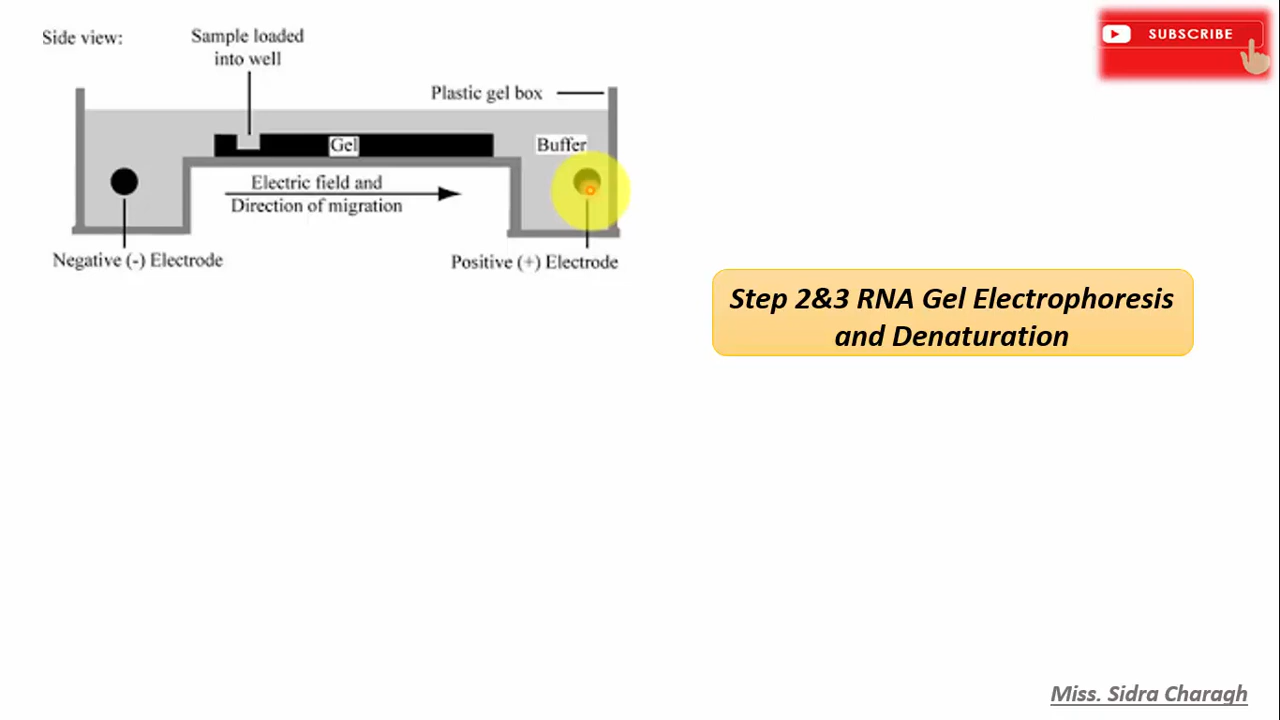 Side view:
Sample loaded
into well
SUBSCRIBE
Plastic gel box
Gel
Buffer
Electric field and
Direction of migration
Negative (-) Electrode
Positive (+) Electrode
Step 2&3 RNA Gel Electrophoresis
and Denaturation
Miss. Sidra Charagh